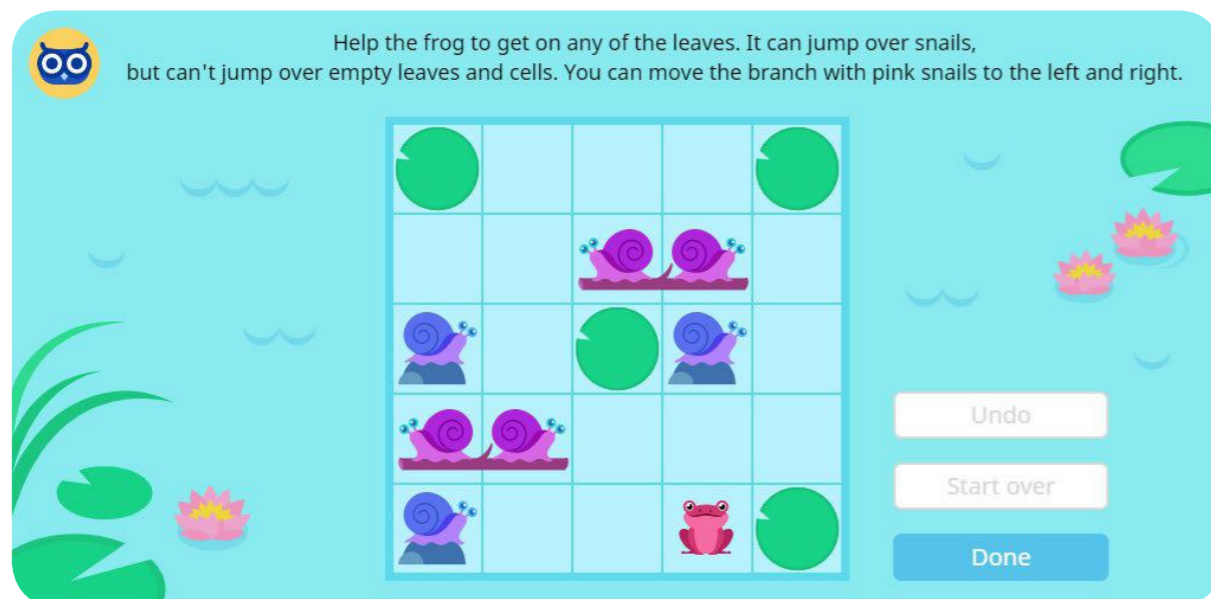 Help the frog to get on any of the leaves. It can jump over snails,
but can't jump over empty leaves and cells. You can move the branch with pink snails to the left and right.
Undo
Start over
Done